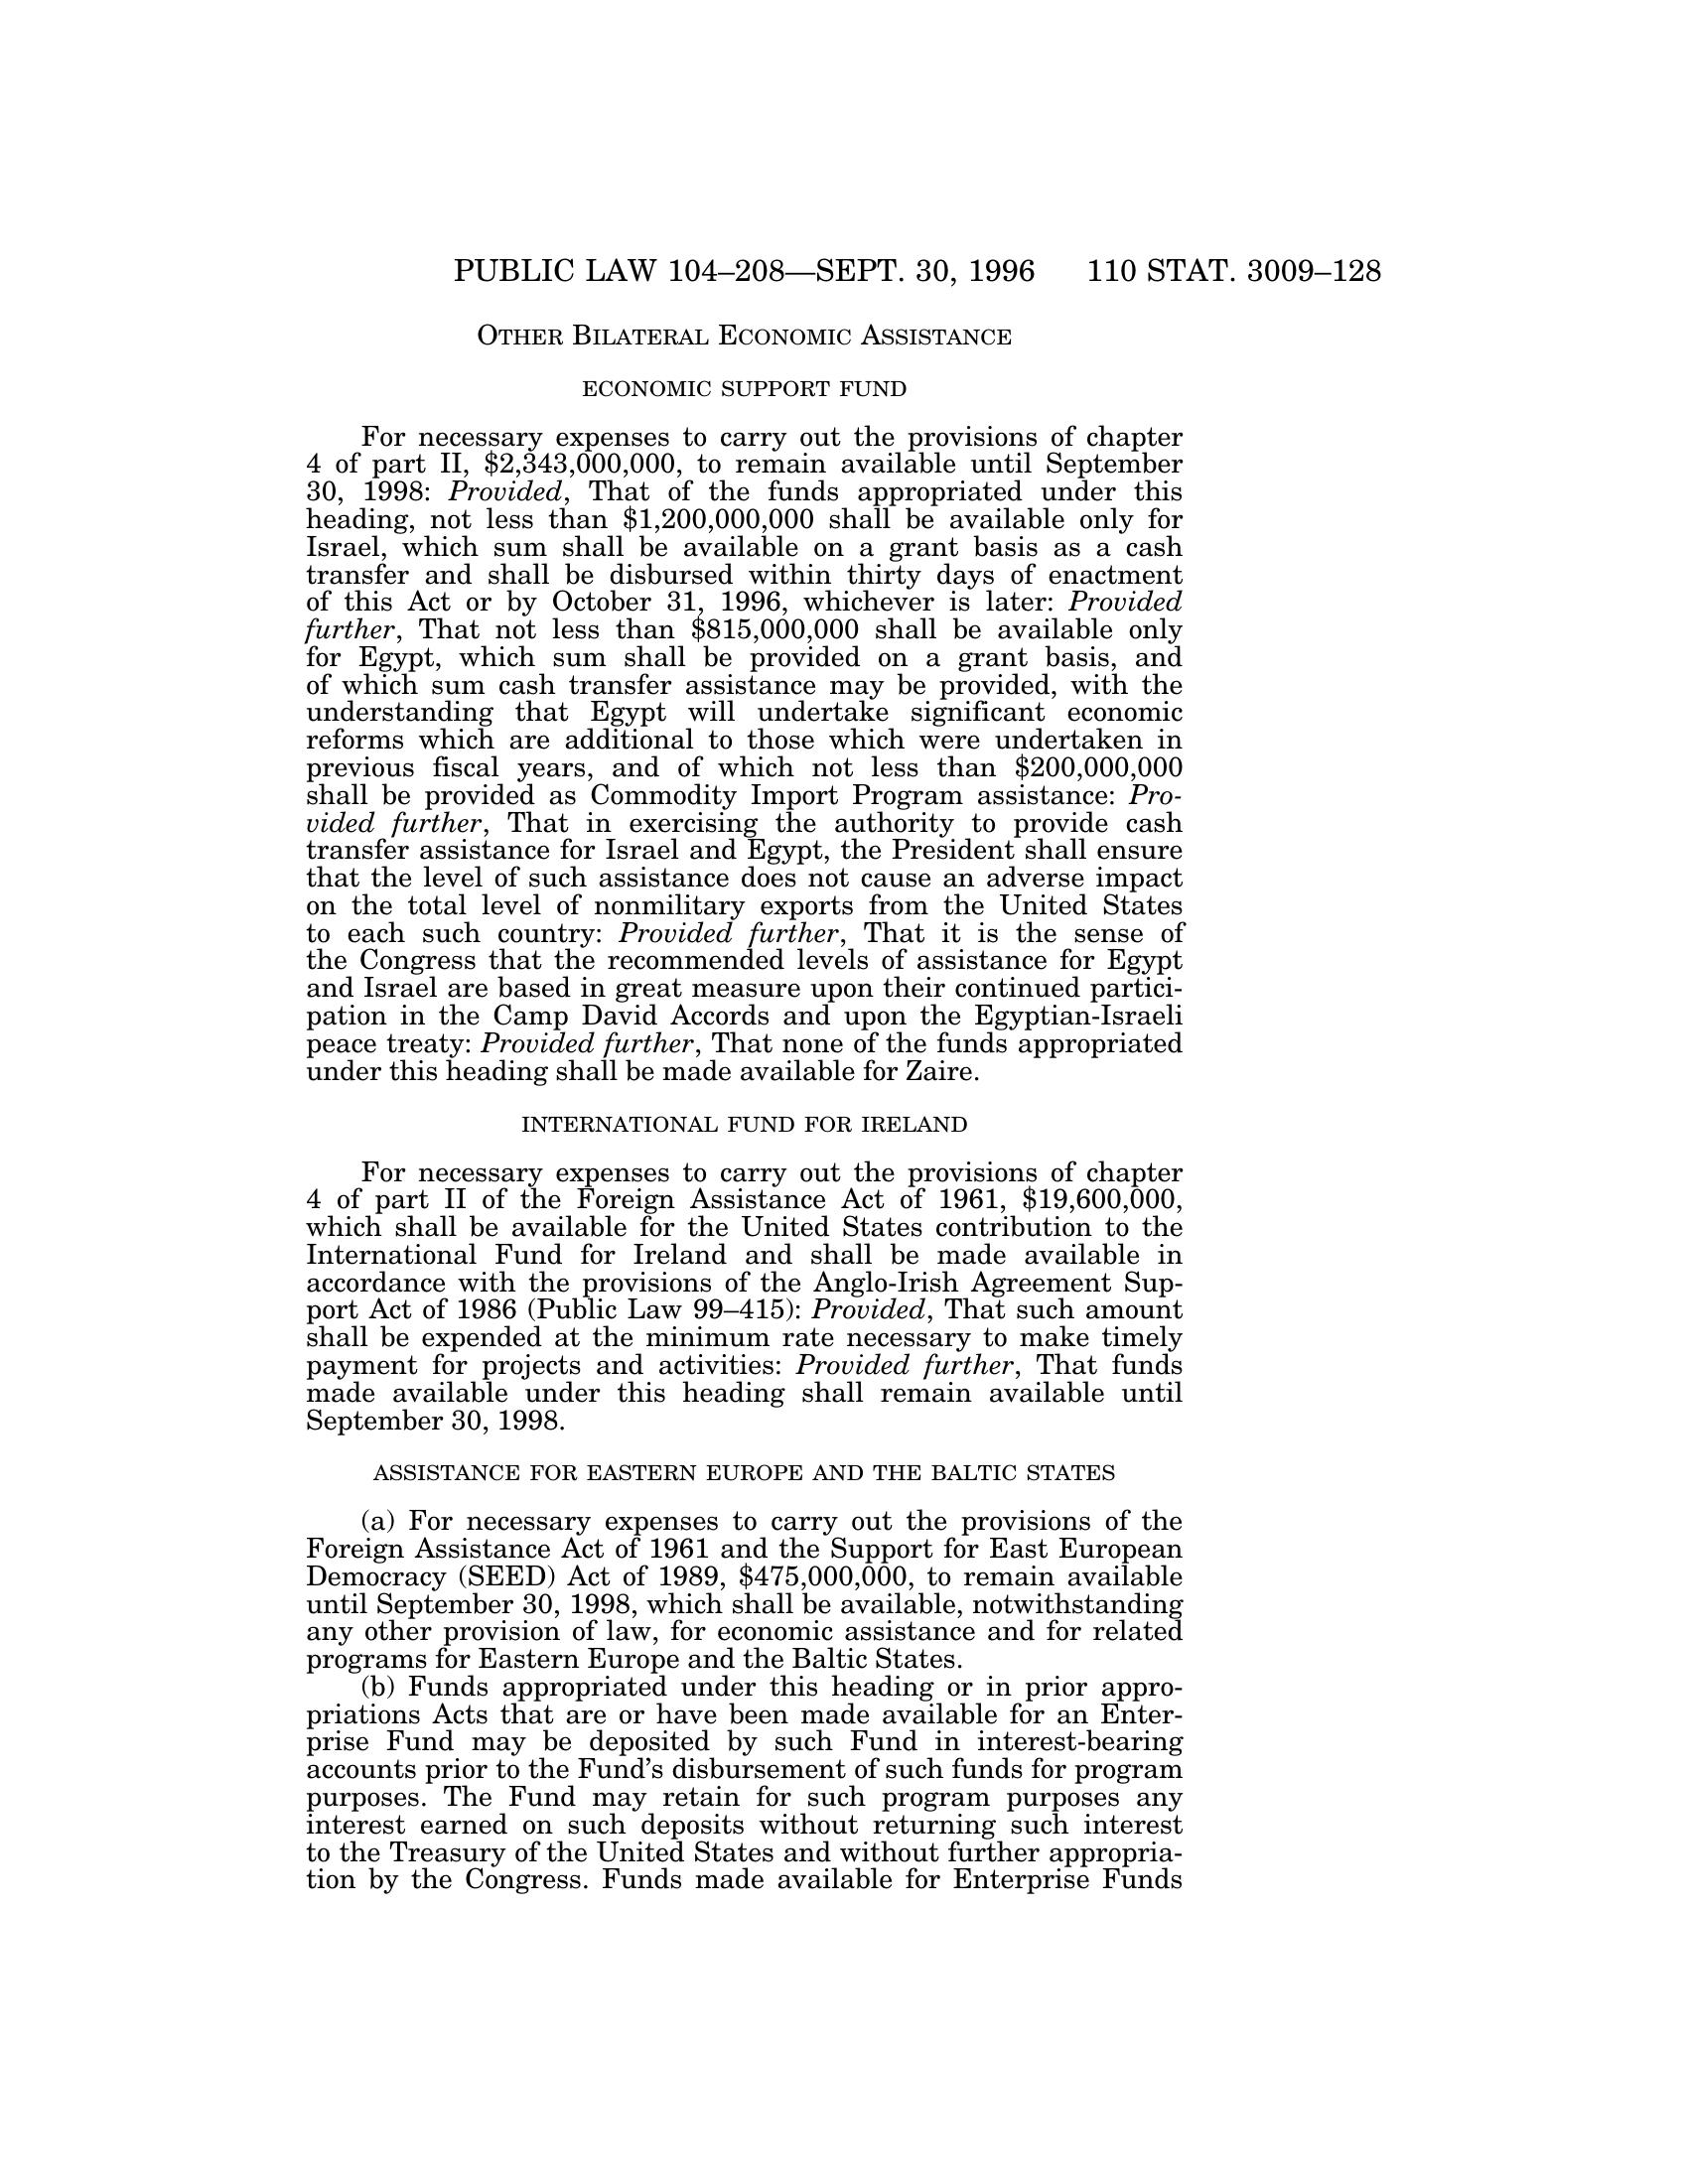 PUBLIC LAW 104–208—SEPT. 30, 1996 110 STAT. 3009–128
OTHER BILATERAL ECONOMIC ASSISTANCE
ECONOMIC SUPPORT FUND
For necessary expenses to carry out the provisions of chapter
4 of part II, $2,343,000,000, to remain available until September
30, 1998: Provided, That of the funds appropriated under this
heading, not less than $1,200,000,000 shall be available only for
Israel, which sum shall be available on a grant basis as a cash
transfer and shall be disbursed within thirty days of enactment
of this Act or by October 31, 1996, whichever is later: Provided
further, That not less than $815,000,000 shall be available only
for Egypt, which sum shall be provided on a grant basis, and
of which sum cash transfer assistance may be provided, with the
understanding that Egypt will undertake significant economic
reforms which are additional to those which were undertaken in
previous fiscal years, and of which not less than $200,000,000
shall be provided as Commodity Import Program assistance: Pro-
vided further, That in exercising the authority to provide cash
transfer assistance for Israel and Egypt, the President shall ensure
that the level of such assistance does not cause an adverse impact
on the total level of nonmilitary exports from the United States
to each such country: Provided further, That it is the sense of
the Congress that the recommended levels of assistance for Egypt
and Israel are based in great measure upon their continued partici-
pation in the Camp David Accords and upon the Egyptian-Israeli
peace treaty: Provided further, That none of the funds appropriated
under this heading shall be made available for Zaire.
INTERNATIONAL FUND FOR IRELAND
For necessary expenses to carry out the provisions of chapter
4 of part II of the Foreign Assistance Act of 1961, $19,600,000,
which shall be available for the United States contribution to the
International Fund for Ireland and shall be made available in
accordance with the provisions of the Anglo-Irish Agreement Sup-
port Act of 1986 (Public Law 99–415): Provided, That such amount
shall be expended at the minimum rate necessary to make timely
payment for projects and activities: Provided further, That funds
made available under this heading shall remain available until
September 30, 1998.
ASSISTANCE FOR EASTERN EUROPE AND THE BALTIC STATES
(a) For necessary expenses to carry out the provisions of the
Foreign Assistance Act of 1961 and the Support for East European
Democracy (SEED) Act of 1989, $475,000,000, to remain available
until September 30, 1998, which shall be available, notwithstanding
any other provision of law, for economic assistance and for related
programs for Eastern Europe and the Baltic States.
(b) Funds appropriated under this heading or in prior appro-
priations Acts that are or have been made available for an Enter-
prise Fund may be deposited by such Fund in interest-bearing
accounts prior to the Fund’s disbursement of such funds for program
purposes. The Fund may retain for such program purposes any
interest earned on such deposits without returning such interest
to the Treasury of the United States and without further appropria-
tion by the Congress. Funds made available for Enterprise Funds